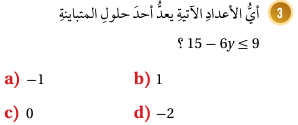 3 أيُّ الأعدادِ الآتيةِ يعدُّ أحدَ حلولِ المتباينةِ
15 − 6y ≤ 9 ؟
a) −1 b) 1
c) 0 d) −2